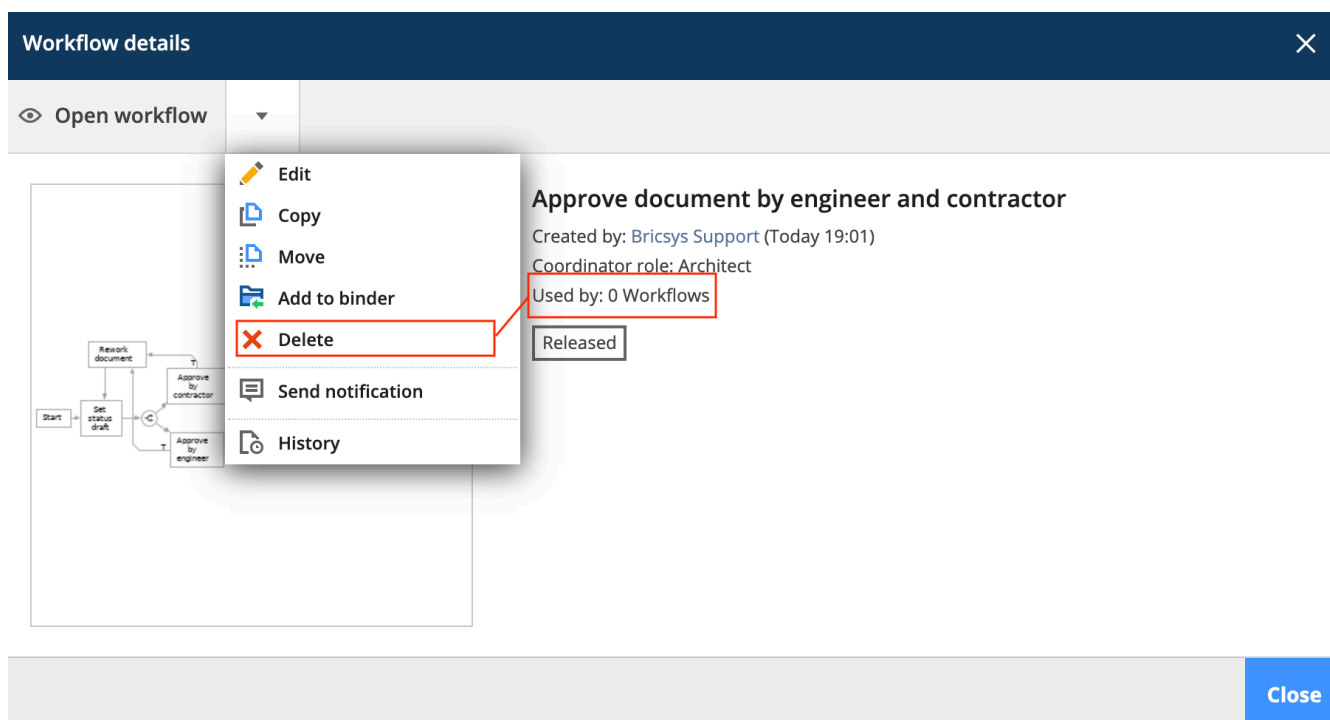 Workflow details
Open workflow
Edit
Copy
Move
Add to binder
Delete
Send notification
History
Approve document by engineer and contractor
Created by: Bricsys Support (Today 19:01)
Coordinator role: Architect
Used by: 0 Workflows
Released
Rework
document
T
Approve
by
contractor
Start
Set
status
draft
T
Approve
by
engineer
Close